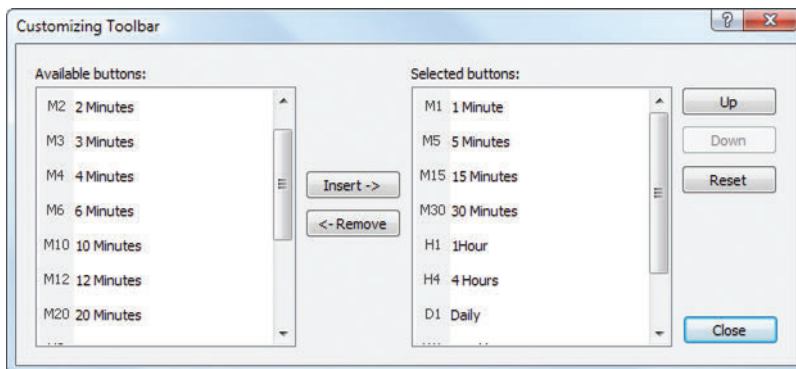 Customizing Toolbar
Available buttons:
M2 2 Minutes
M3 3 Minutes
M4 4 Minutes
M6 6 Minutes
M10 10 Minutes
M12 12 Minutes
M20 20 Minutes
Insert ->
<- Remove
Selected buttons:
M1 1 Minute
M5 5 Minutes
M15 15 Minutes
M30 30 Minutes
H1 1Hour
H4 4 Hours
D1 Daily
Up
Down
Reset
Close